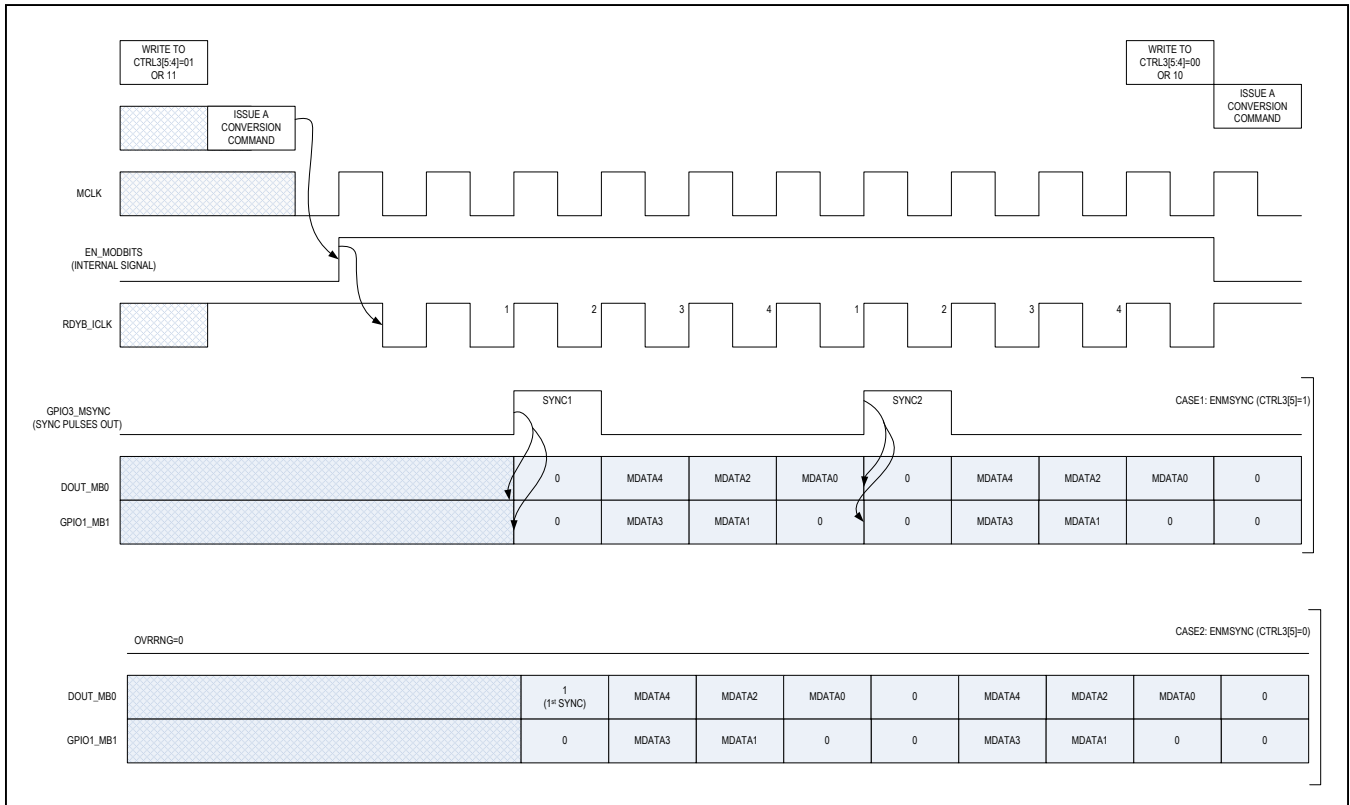 WRITE TO
CTRL3[5:4]=01
OR 11
WRITE TO
CTRL3[5:4]=00
OR 10
ISSUE A
CONVERSION
COMMAND
ISSUE A
CONVERSION
COMMAND
MCLK
EN_MODBITS
(INTERNAL SIGNAL)
RDYB_ICLK
1 2 3 4 1 2 3 4
GPIO3_MSYNC
(SYNC PULSES OUT)
SYNC1
SYNC2
CASE1: ENMSYNC (CTRL3[5]=1)
DOUT_MB0 0 MDATA4 MDATA2 MDATA0 0 MDATA4 MDATA2 MDATA0 0
GPIO1_MB1 0 MDATA3 MDATA1 0 0 MDATA3 MDATA1 0 0
OVRRNG=0
CASE2: ENMSYNC (CTRL3[5]=0)
DOUT_MB0 1 (1st SYNC) MDATA4 MDATA2 MDATA0 0 MDATA4 MDATA2 MDATA0 0
GPIO1_MB1 0 MDATA3 MDATA1 0 0 MDATA3 MDATA1 0 0